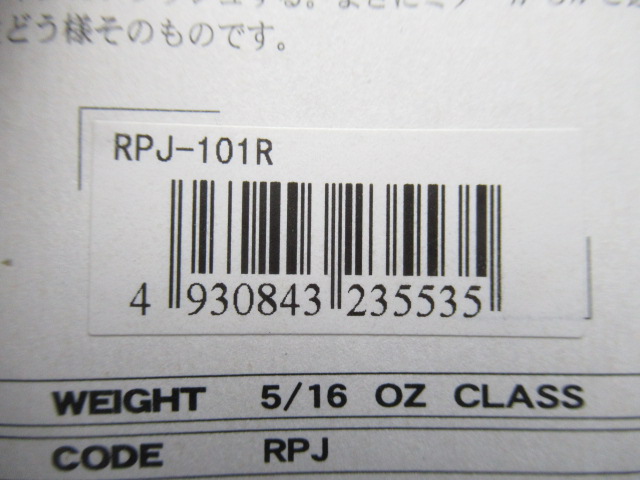 どう様そのものです。
RPJ-101R
4 930843 235535
WEIGHT 5/16 OZ CLASS
CODE RPJ